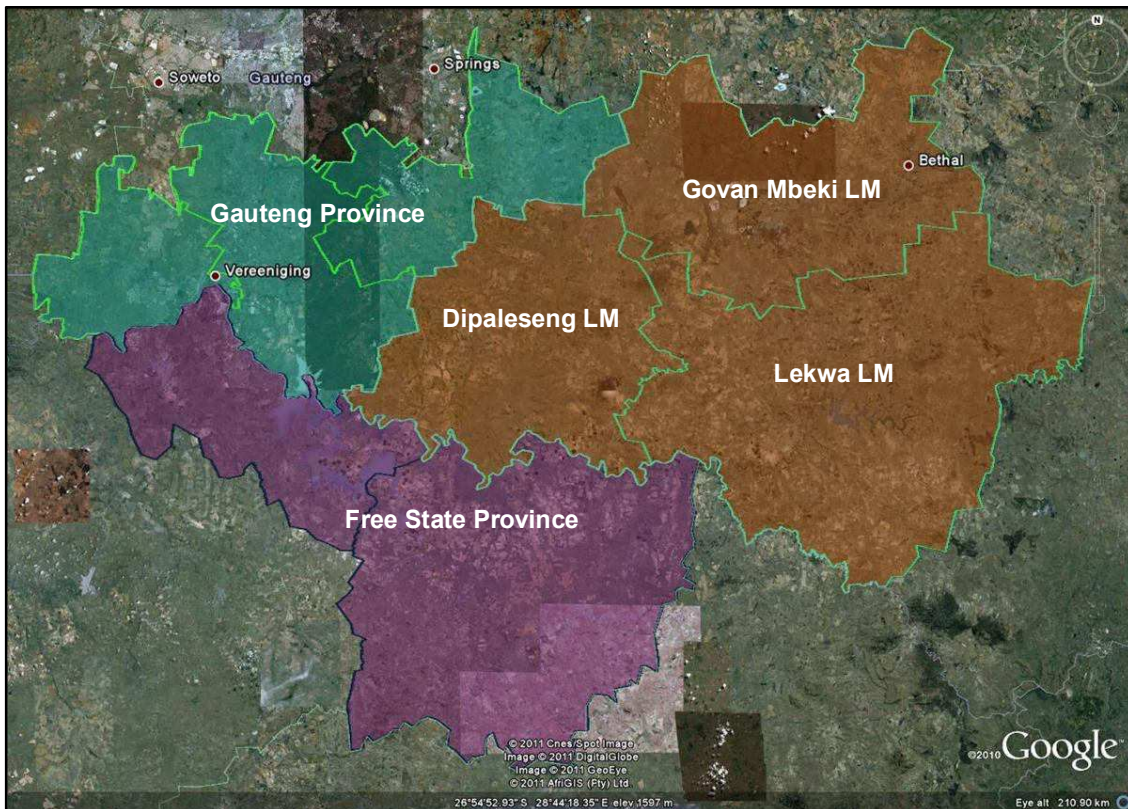 N
Soweto
Gauteng
Springs
Bethal
Govan Mbeki LM
Gauteng Province
Vereeniging
Dipaleseng LM
Lekwa LM
Free State Province
© 2011 Cnes/Spot Image
Image © 2011 DigitalGlobe
Image © 2011 GeoEye
© 2011 AfriGIS (Pty) Ltd
©2010 Google™
26°54'52.93" S 28°44'18.35" E elev 1597 m
Eye alt 210.90 km